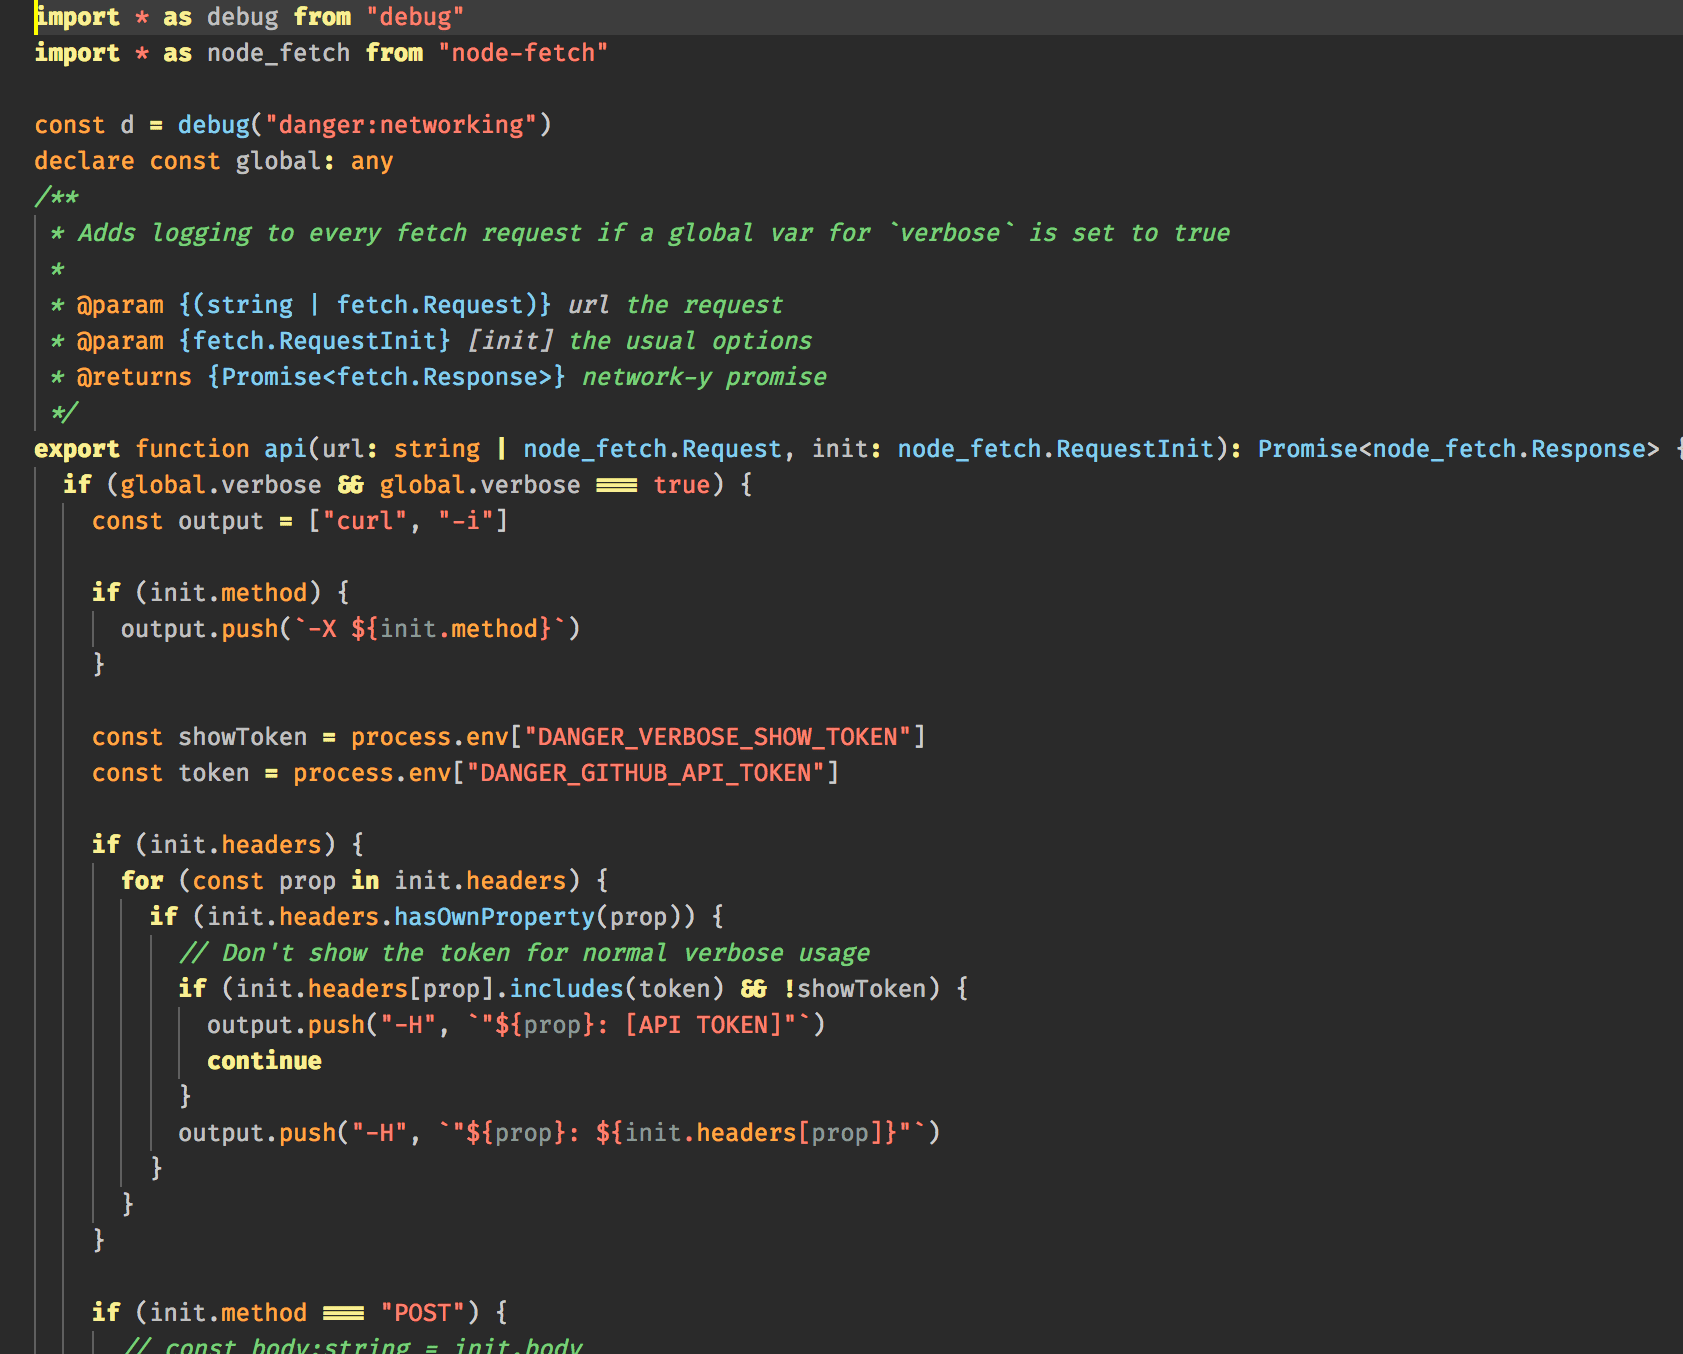 import * as debug from "debug"
import * as node_fetch from "node-fetch"
const d = debug("danger:networking")
declare const global: any
/**
* Adds logging to every fetch request if a global var for `verbose` is set to true
*
* @param {(string | fetch.Request)} url the request
* @param {fetch.RequestInit} [init] the usual options
* @returns {Promise<fetch.Response>} network-y promise
*/
export function api(url: string | node_fetch.Request, init: node_fetch.RequestInit): Promise<node_fetch.Response> {
if (global.verbose && global.verbose === true) {
const output = ["curl", "-i"]
if (init.method) {
output.push(`-X ${init.method}`)
}
const showToken = process.env["DANGER_VERBOSE_SHOW_TOKEN"]
const token = process.env["DANGER_GITHUB_API_TOKEN"]
if (init.headers) {
for (const prop in init.headers) {
if (init.headers.hasOwnProperty(prop)) {
// Don't show the token for normal verbose usage
if (init.headers[prop].includes(token) && !showToken) {
output.push("-H", `"${prop}: [API TOKEN]"`)
continue
}
output.push("-H", `"${prop}: ${init.headers[prop]}"`)
}
}
}
if (init.method === "POST") {
// const body:string = init.body